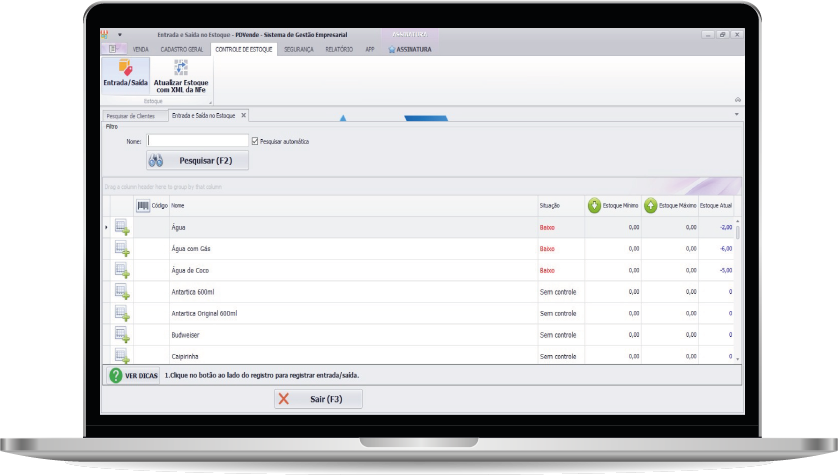 Entrada e Saída no Estoque - PDVende - Sistema de Gestão Empresarial
ASSINATURA
VENDA CADASTRO GERAL CONTROLE DE ESTOQUE SEGURANÇA RELATÓRIO APP ASSINATURA
Entrada/Saída
Atualizar Estoque
com XML da NFe
Estoque
Pesquisar de Clientes
Entrada e Saída no Estoque
Filtro
Nome:
Pesquisar automática
Pesquisar (F2)
Drag a column header here to group by that column
Código Nome Situação Estoque Mínimo Estoque Máximo Estoque Atual
Água Baixo 0,00 0,00 -2,00
Água com Gás Baixo 0,00 0,00 -6,00
Água de Coco Baixo 0,00 0,00 -5,00
Antartica 600ml Sem controle 0,00 0,00 0
Antartica Original 600ml Sem controle 0,00 0,00 0
Budweiser Sem controle 0,00 0,00 0
Caipirinha Sem controle 0,00 0,00 0
VER DICAS 1.Clique no botão ao lado do registro para registrar entrada/saída.
Sair (F3)